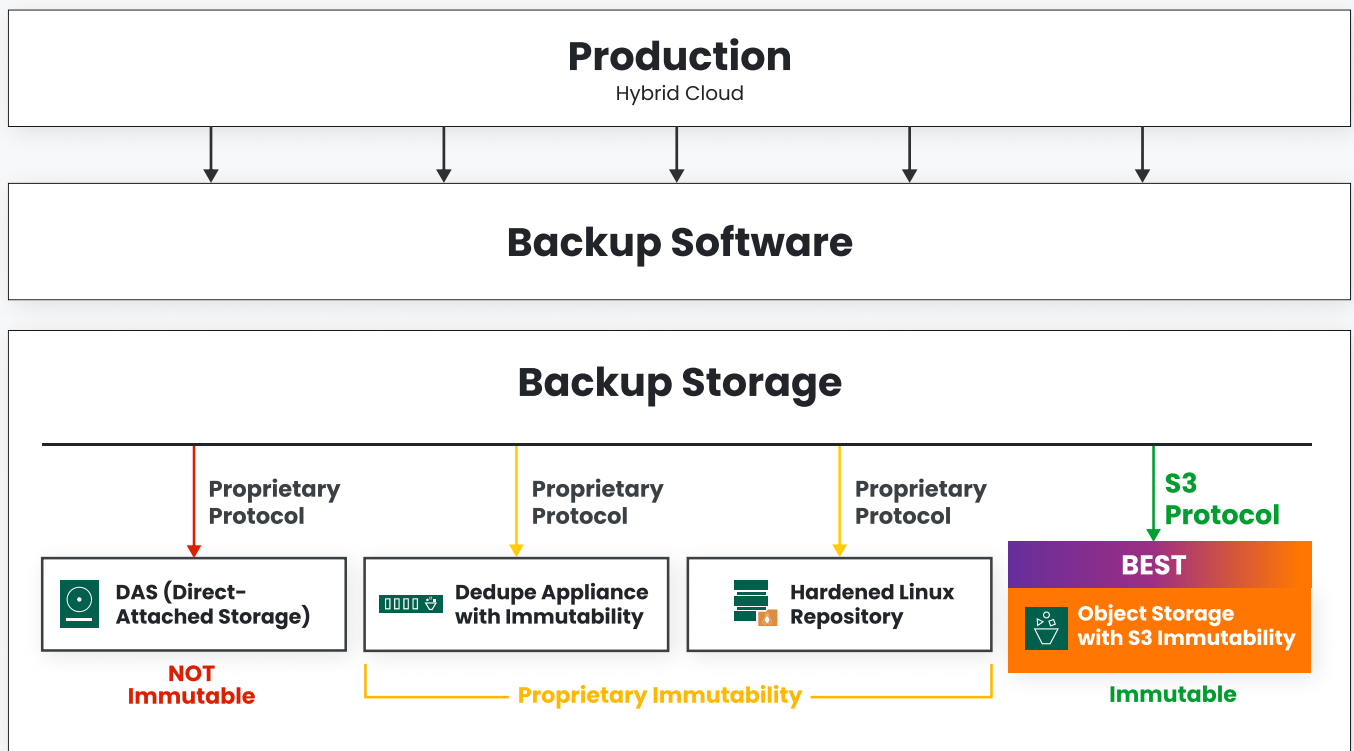 Production
Hybrid Cloud
Backup Software
Backup Storage
Proprietary
Protocol
Proprietary
Protocol
Proprietary
Protocol
S3
Protocol
DAS (Direct-
Attached Storage)
Dedupe Appliance
with Immutability
Hardened Linux
Repository
BEST
Object Storage
with S3 Immutability
NOT
Immutable
Proprietary Immutability
Immutable